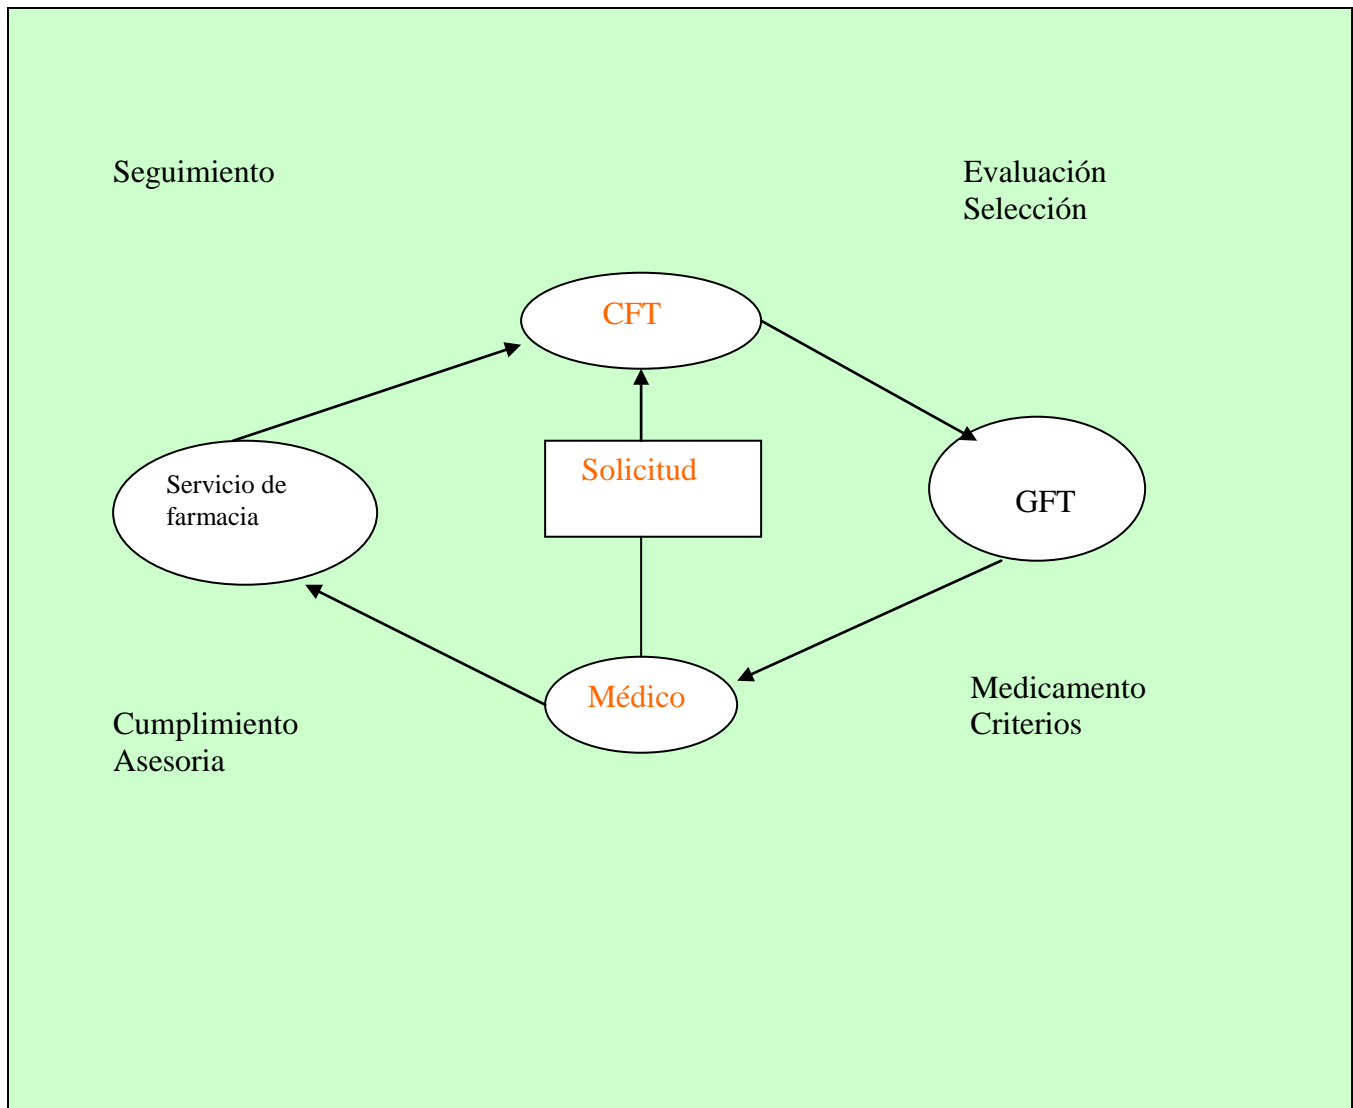 Seguimiento
Evaluación
Selección
CFT
Solicitud
Servicio de
farmacia
GFT
Médico
Medicamento
Criterios
Cumplimiento
Asesoria